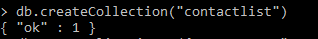 > db.createCollection("contactlist")
{ "ok" : 1 }